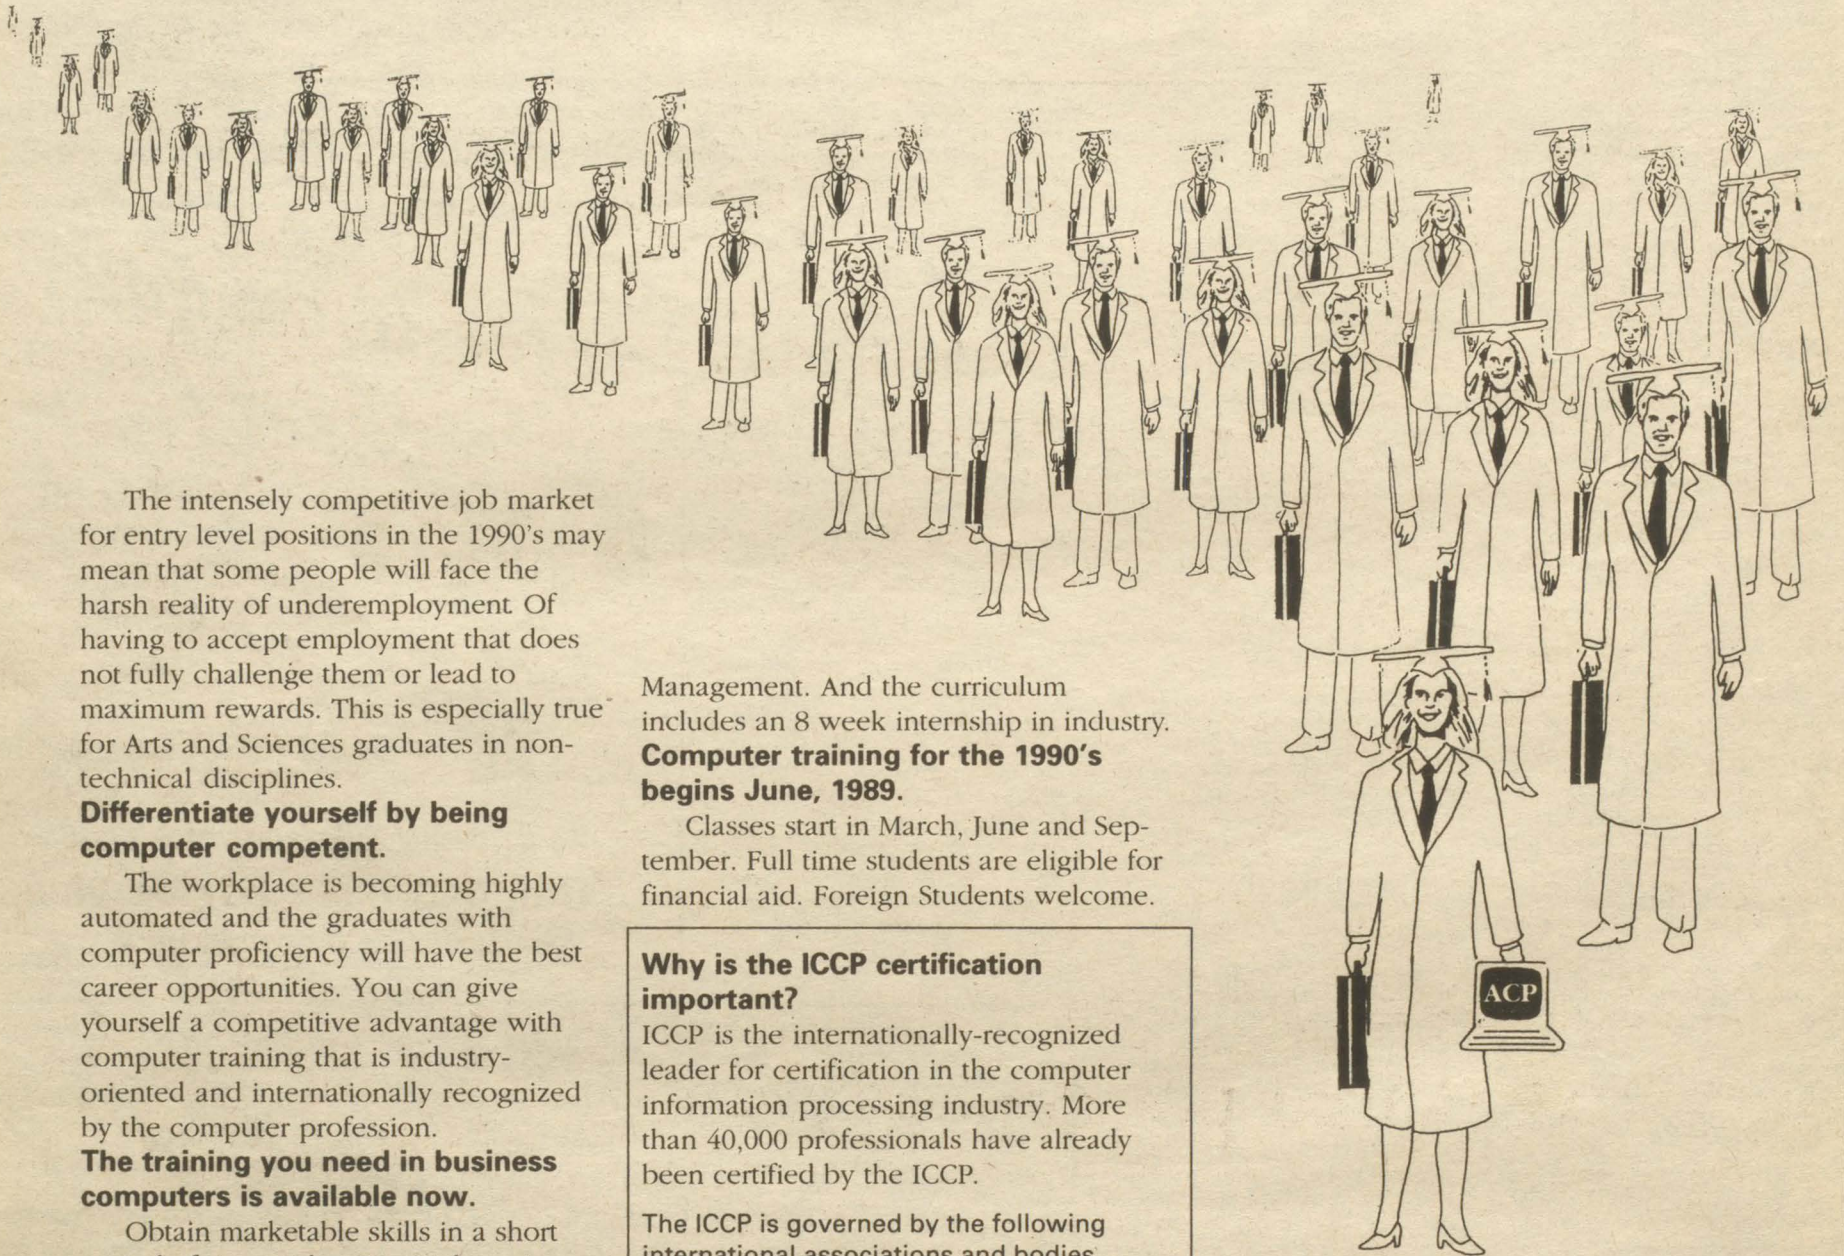 The intensely competitive job market
for entry level positions in the 1990's may
mean that some people will face the
harsh reality of underemployment. Of
having to accept employment that does
not fully challenge them or lead to
maximum rewards. This is especially true
for Arts and Sciences graduates in non-
technical disciplines.
Differentiate yourself by being
computer competent.
The workplace is becoming highly
automated and the graduates with
computer proficiency will have the best
career opportunities. You can give
yourself a competitive advantage with
computer training that is industry-
oriented and internationally recognized
by the computer profession.
The training you need in business
computers is available now.
Obtain marketable skills in a short
Management. And the curriculum
includes an 8 week internship in industry.
Computer training for the 1990's
begins June, 1989.
Classes start in March, June and Sep-
tember. Full time students are eligible for
financial aid. Foreign Students welcome.
Why is the ICCP certification
important?
ICCP is the internationally-recognized
leader for certification in the computer
information processing industry. More
than 40,000 professionals have already
been certified by the ICCP.
The ICCP is governed by the following
international associations and bodies
ACP